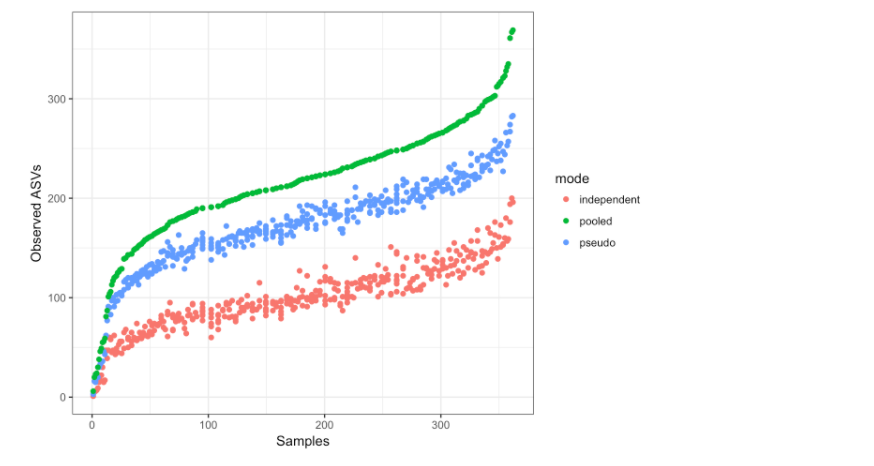 300
200
100
0
Observed ASVs
0 100 200 300
Samples
mode
independent
pooled
pseudo